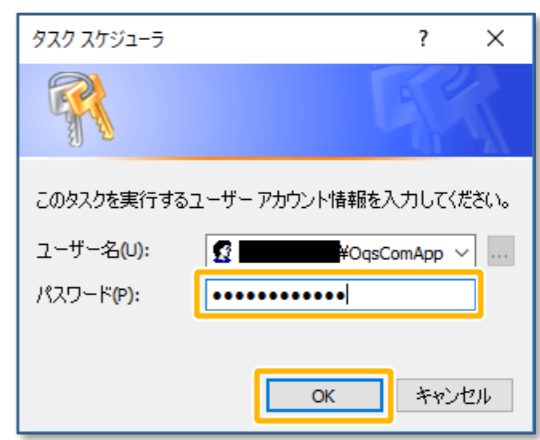 タスク スケジューラ ? ×
このタスクを実行するユーザー アカウント情報を入力してください。
ユーザー名(U): ¥OqsComApp ...
パスワード(P): ●●●●●●●●●●●●
OK キャンセル